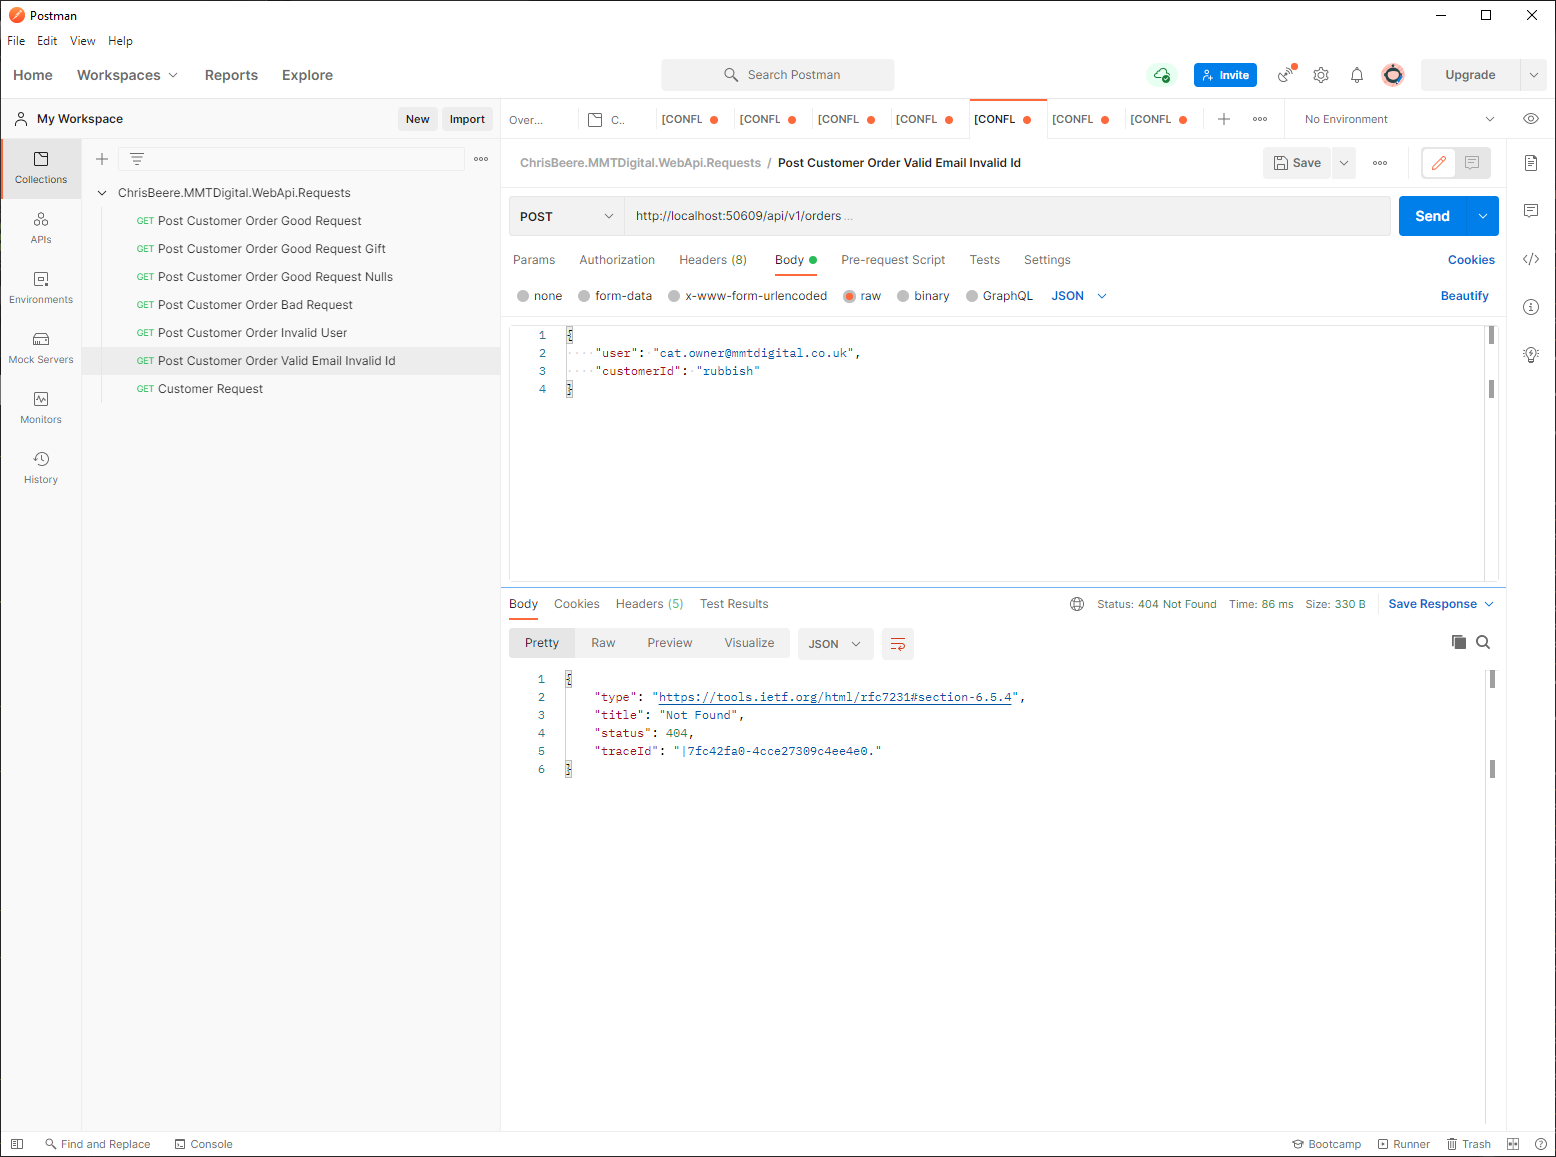 Postman
File Edit View Help
Home Workspaces Reports Explore
Search Postman
Invite
Upgrade
My Workspace
New Import
Over...
C..
[CONFL
[CONFL
[CONFL
[CONFL
[CONFL
[CONFL
[CONFL
No Environment
Collections
APIs
Environments
Mock Servers
Monitors
History
ChrisBeere.MMTDigital.WebApi.Requests
GET Post Customer Order Good Request
GET Post Customer Order Good Request Gift
GET Post Customer Order Good Request Nulls
GET Post Customer Order Bad Request
GET Post Customer Order Invalid User
GET Post Customer Order Valid Email Invalid Id
GET Customer Request
ChrisBeere.MMTDigital.WebApi.Requests / Post Customer Order Valid Email Invalid Id
Save
POST http://localhost:50609/api/v1/orders ...
Send
Params Authorization Headers (8) Body Pre-request Script Tests Settings
Cookies
none form-data x-www-form-urlencoded raw binary GraphQL JSON
Beautify
1 {
2 "user": "cat.owner@mmtdigital.co.uk",
3 "customerId": "rubbish"
4 }
Body Cookies Headers (5) Test Results
Status: 404 Not Found Time: 86 ms Size: 330 B
Save Response
Pretty Raw Preview Visualize JSON
1 {
2 "type": "https://tools.ietf.org/html/rfc7231#section-6.5.4",
3 "title": "Not Found",
4 "status": 404,
5 "traceId": "|7fc42fa0-4cce27309c4ee4e0."
6 }
Find and Replace Console
Bootcamp Runner Trash